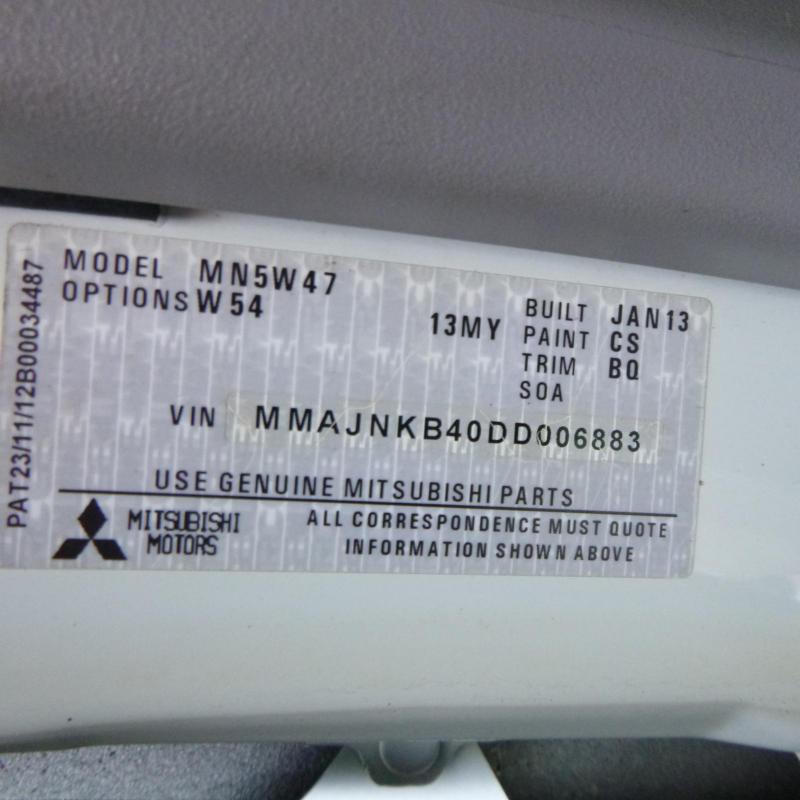 MODEL MN5W47
OPTIONS W54
13MY
BUILT JAN13
PAINT CS
TRIM BQ
SOA
VIN MMAJNKB40DD006883
USE GENUINE MITSUBISHI PARTS
MITSUBISHI
MOTORS
ALL CORRESPONDENCE MUST QUOTE
INFORMATION SHOWN ABOVE
PAT23/11/12B00034487